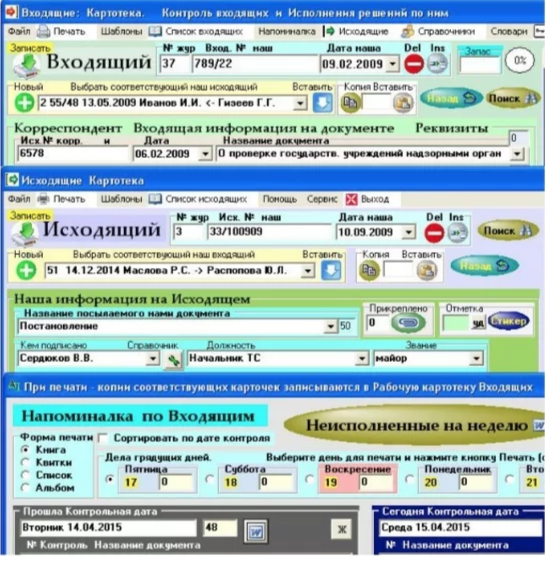 Входящие: Картотека. Контроль входящих и Исполнения решений по ним
Файл Печать Шаблоны Список входящих Напоминалка Исходящие Справочники Словари
Записать № жур Вход. № наш Дата наша Del Ins Запас
Входящий 37 789/22 09.02.2009 0%
Новый Выбрать соответствующий наш исходящий Вставить Копия Вставить
2 55/48 13.05.2009 Иванов И.И. <- Гизеев Г.Г. Назад Поиск
Корреспондент Входящая информация на документе Реквизиты
Исх.№ корр. и Дата Название документа 0
6578 06.02.2009 О проверке государств. учреждений надзорными орган
Исходящие Картотека
Файл Печать Шаблоны Список исходящих Помощь Сервис Выход
Записать № жур Исх. № наш Дата наша Del Ins
Исходящий 3 33/100909 10.09.2009 Поиск
Новый Выбрать соответствующий наш входящий Вставить Копия Вставить
51 14.12.2014 Маслова Р.С. -> Распопова Ю.Л. Назад
Наша информация на Исходящем
Название посылаемого нами документа Прикреплено Отметка
Постановление 50 0 уд Стикер
Кем подписано Справочник Должность Звание
Сердюков В.В. Начальник ТС майор
При печати - копии соответствующих карточек записываются в Рабочую картотеку Входящих
Напоминалка по Входящим Неисполненные на неделю
Форма печати Сортировать по дате контроля
Книга Дела грядущих дней. Выберите день для печати и нажмите кнопку Печать
Квитки Пятница Суббота Воскресение Понедельник Вто
Список 17 0 18 0 19 0 20 0 21
Альбом
Прошла Контрольная дата Сегодня Контрольная дата
Вторник 14.04.2015 48 Ж Среда 15.04.2015
№ Контроль Название документа № Название документа